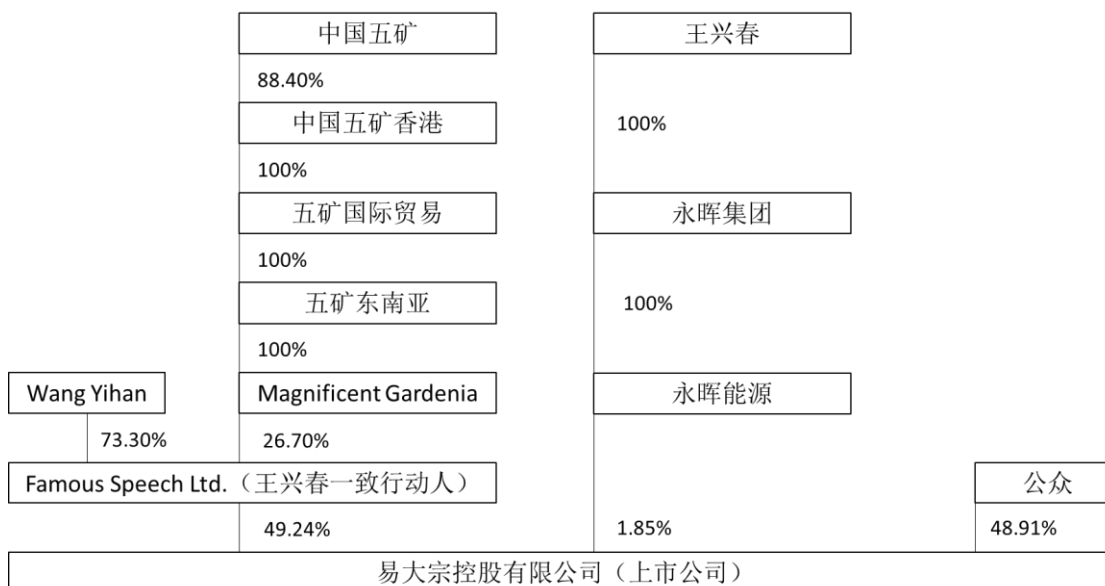 中国五矿
王兴春
88.40%
中国五矿香港
100%
100%
五矿国际贸易
永晖集团
100%
五矿东南亚
100%
100%
Wang Yihan
Magnificent Gardenia
永晖能源
73.30%
26.70%
Famous Speech Ltd.（王兴春一致行动人）
公众
49.24%
1.85%
48.91%
易大宗控股有限公司（上市公司）